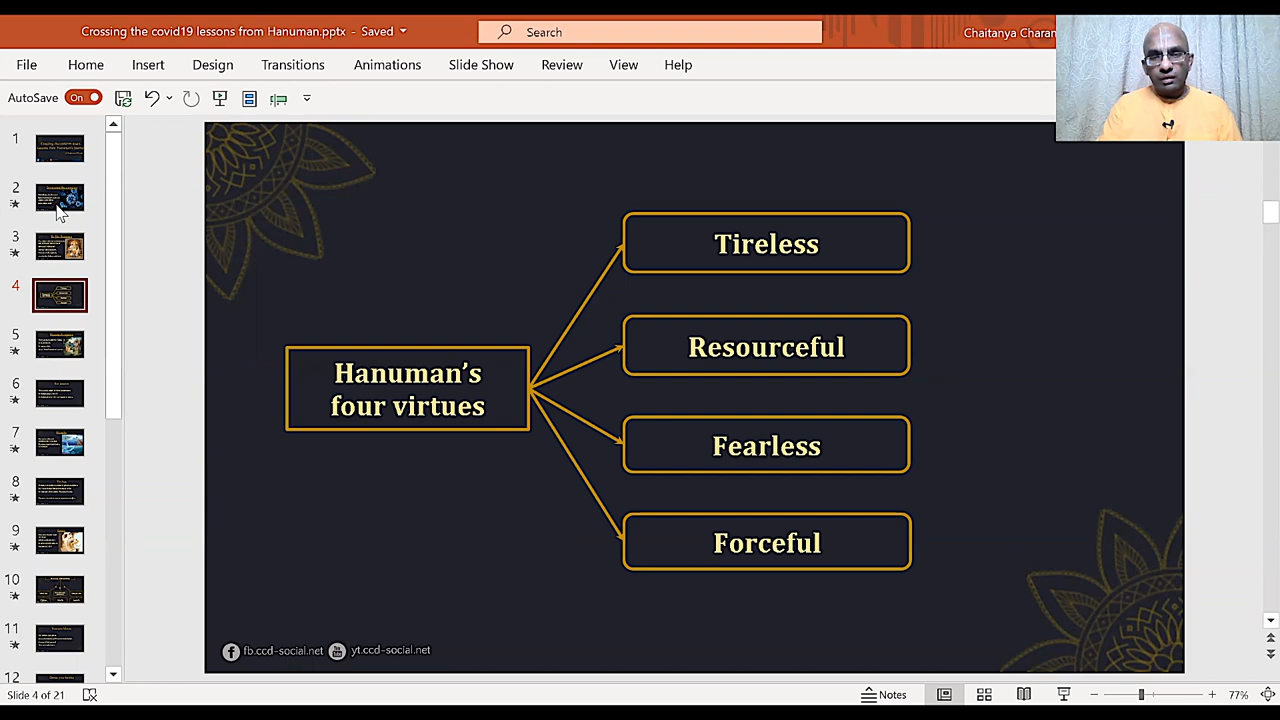 Crossing the covid19 lessons from Hanuman.pptx - Saved
Search
Chaitanya Charan
File Home Insert Design Transitions Animations Slide Show Review View Help
AutoSave On
1
2
3
4
5
6
7
8
9
10
11
12
Hanuman’s
four virtues
Tireless
Resourceful
Fearless
Forceful
fb.ccd-social.net yt.ccd-social.net
Slide 4 of 21
Notes
77%